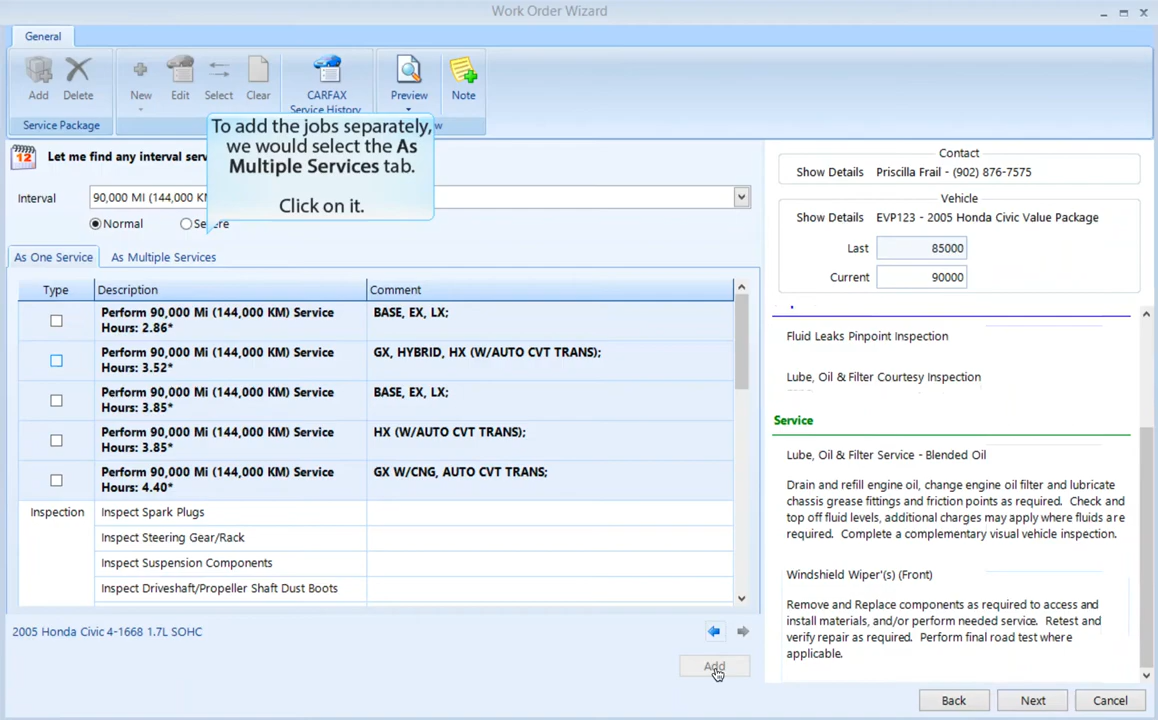 Work Order Wizard
General
Add
Delete
New
Edit
Select
Clear
CARFAX
Service History
Preview
Note
Service Package
w
To add the jobs separately,
we would select the As
Multiple Services tab.
Click on it.
Let me find any interval serv
Interval
90,000 MI (144,000 KM
Normal
Severe
As One Service
As Multiple Services
Type
Description
Comment
Perform 90,000 Mi (144,000 KM) Service
Hours: 2.86*
BASE, EX, LX;
Perform 90,000 Mi (144,000 KM) Service
Hours: 3.52*
GX, HYBRID, HX (W/AUTO CVT TRANS);
Perform 90,000 Mi (144,000 KM) Service
Hours: 3.85*
BASE, EX, LX;
Perform 90,000 Mi (144,000 KM) Service
Hours: 3.85*
HX (W/AUTO CVT TRANS);
Perform 90,000 Mi (144,000 KM) Service
Hours: 4.40*
GX W/CNG, AUTO CVT TRANS;
Inspection
Inspect Spark Plugs
Inspect Steering Gear/Rack
Inspect Suspension Components
Inspect Driveshaft/Propeller Shaft Dust Boots
2005 Honda Civic 4-1668 1.7L SOHC
Add
Contact
Show Details Priscilla Frail - (902) 876-7575
Vehicle
Show Details EVP123 - 2005 Honda Civic Value Package
Last 85000
Current 90000
Fluid Leaks Pinpoint Inspection
Lube, Oil & Filter Courtesy Inspection
Service
Lube, Oil & Filter Service - Blended Oil
Drain and refill engine oil, change engine oil filter and lubricate
chassis grease fittings and friction points as required. Check and
top off fluid levels, additional charges may apply where fluids are
required. Complete a complementary visual vehicle inspection.
Windshield Wiper'(s) (Front)
Remove and Replace components as required to access and
install materials, and/or perform needed service. Retest and
verify repair as required. Perform final road test where
applicable.
Back
Next
Cancel